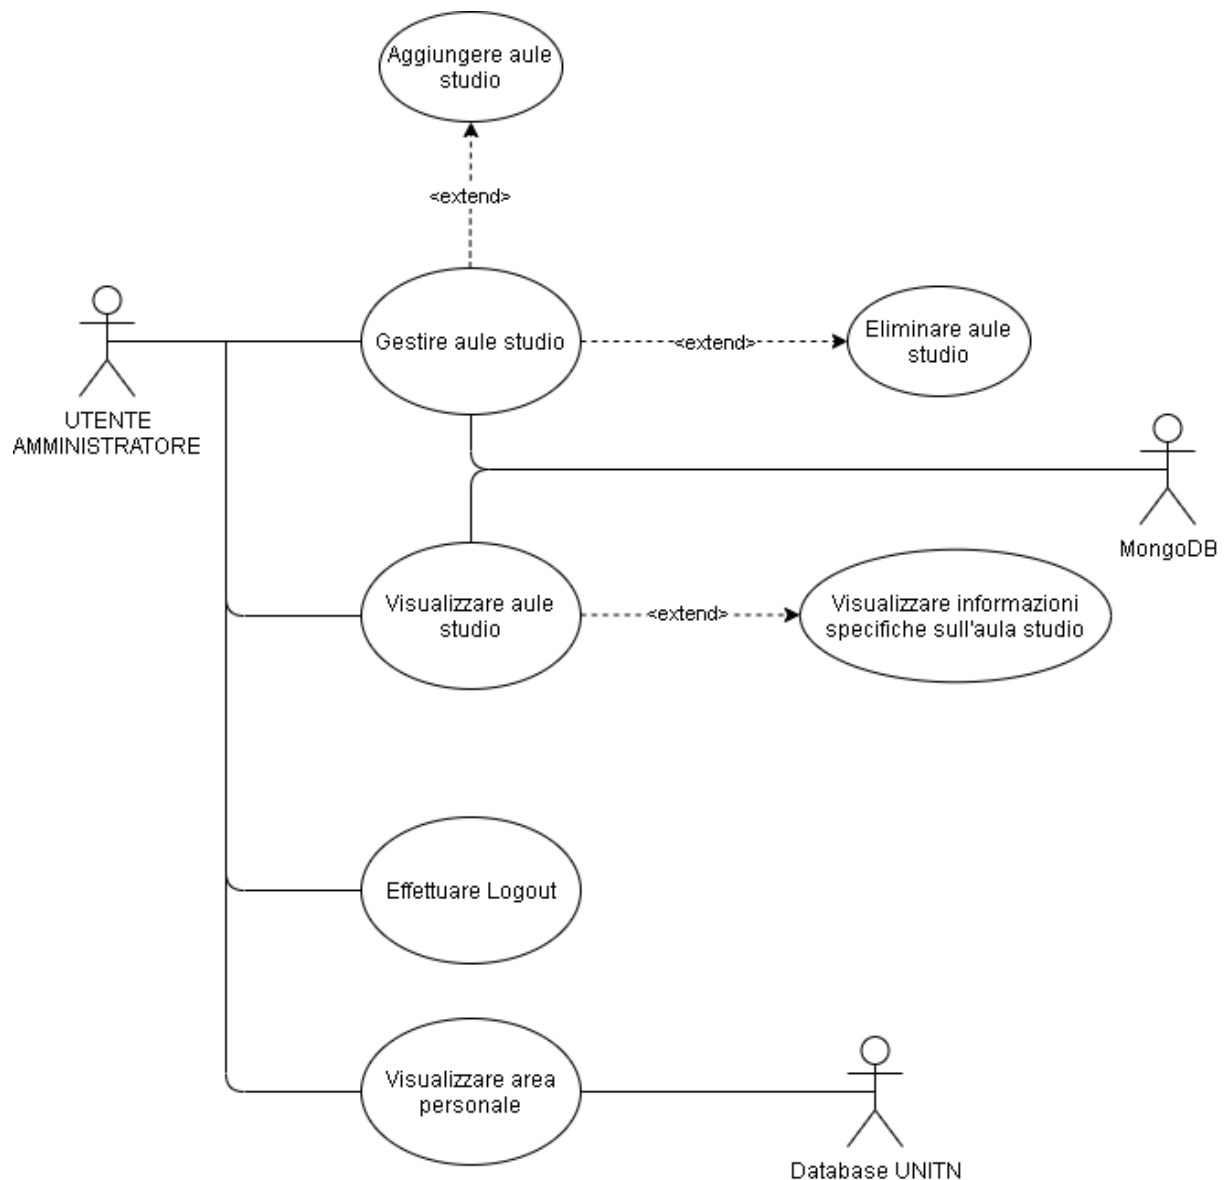 Aggiungere aule
studio
<extend>
Gestire aule studio
<extend>
Eliminare aule
studio
UTENTE
AMMINISTRATORE
MongoDB
Visualizzare aule
studio
<extend>
Visualizzare informazioni
specifiche sull'aula studio
Effettuare Logout
Visualizzare area
personale
Database UNITN